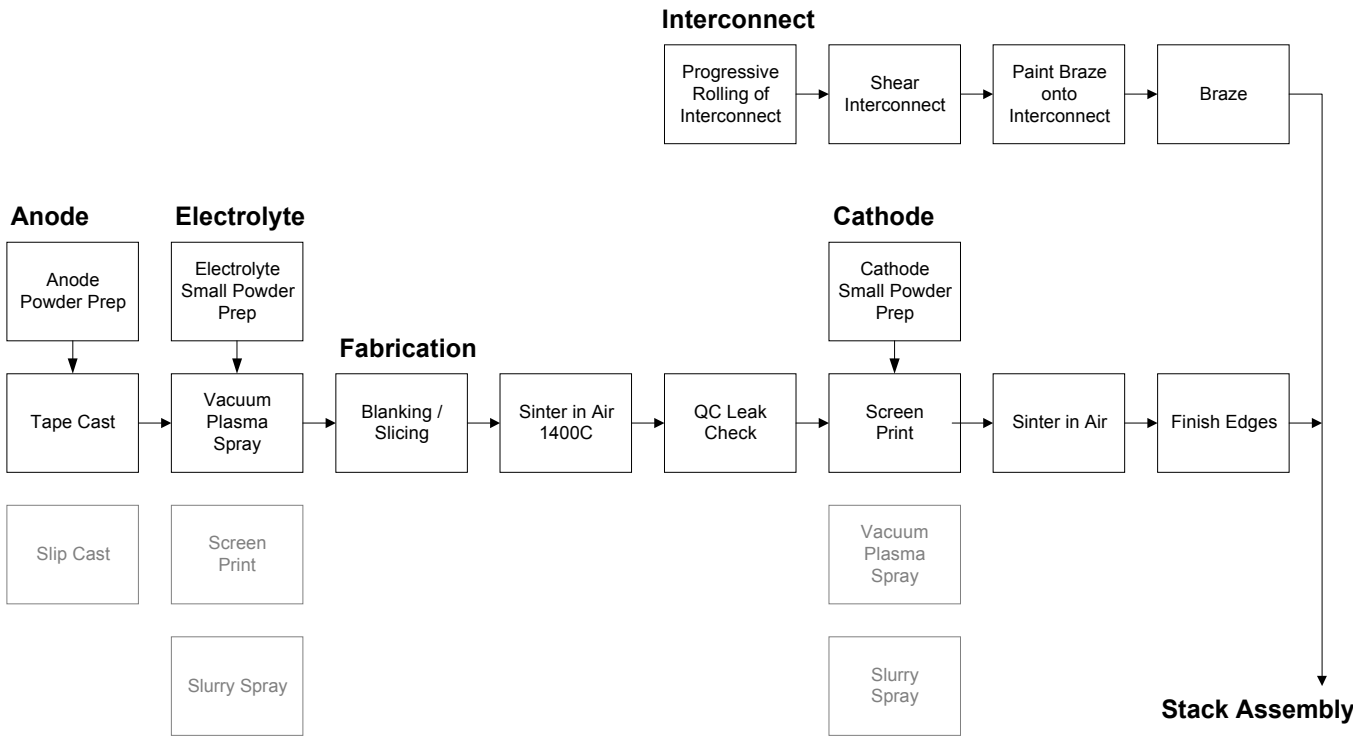 Interconnect
Progressive
Rolling of
Interconnect
Shear
Interconnect
Paint Braze
onto
Interconnect
Braze
Anode
Electrolyte
Cathode
Anode
Powder Prep
Electrolyte
Small Powder
Prep
Cathode
Small Powder
Prep
Fabrication
Tape Cast
Vacuum
Plasma
Spray
Blanking /
Slicing
Sinter in Air
1400C
QC Leak
Check
Screen
Print
Sinter in Air
Finish Edges
Slip Cast
Screen
Print
Vacuum
Plasma
Spray
Slurry Spray
Slurry
Spray
Stack Assembly